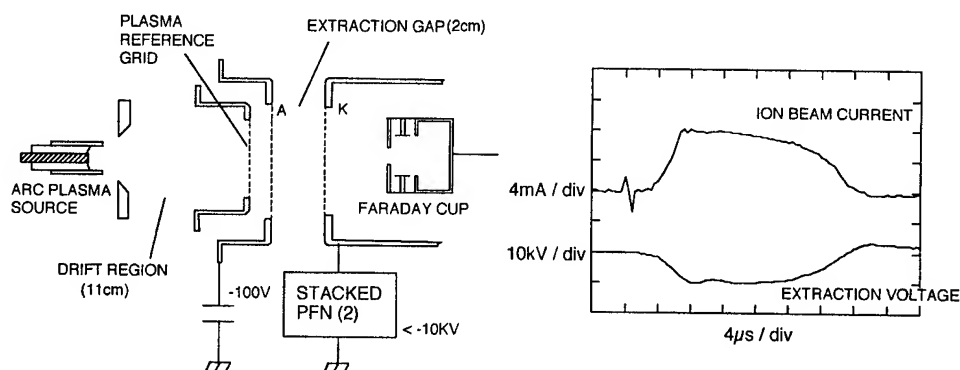 PLASMA
REFERENCE
GRID
EXTRACTION GAP(2cm)
A
K
ARC PLASMA
SOURCE
FARADAY CUP
DRIFT REGION
(11cm)
-100V
STACKED
PFN (2)
< -10KV
ION BEAM CURRENT
4mA / div
10kV / div
EXTRACTION VOLTAGE
4µs / div